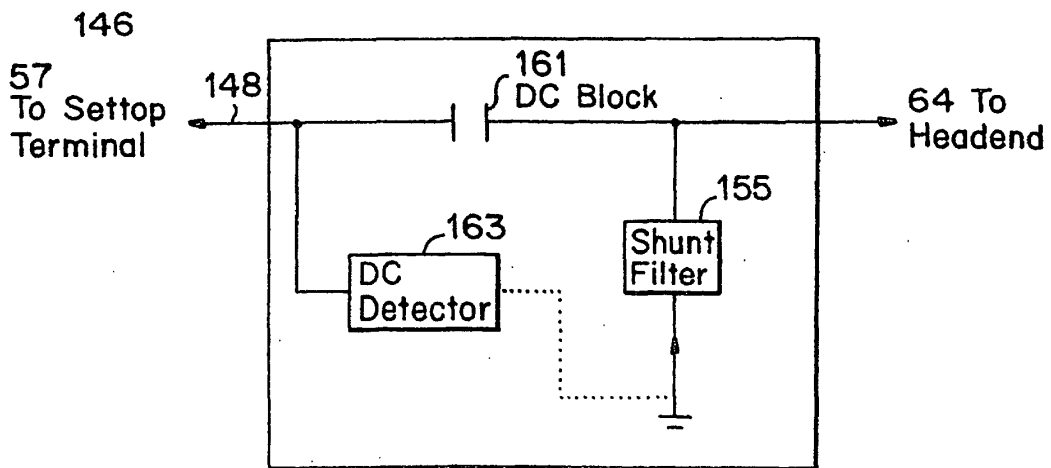 146
57
To Settop
Terminal
148
161
DC Block
64 To
Headend
155
Shunt
Filter
163
DC
Detector